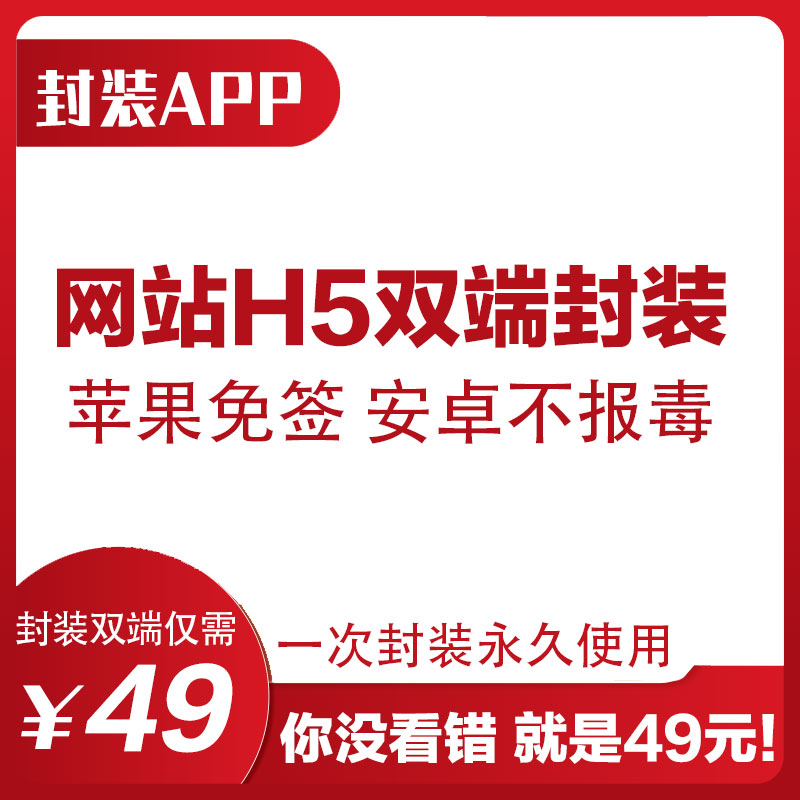 封装APP
网站H5双端封装
苹果免签 安卓不报毒
封装双端仅需
¥49
一次封装永久使用
你没看错 就是49元!